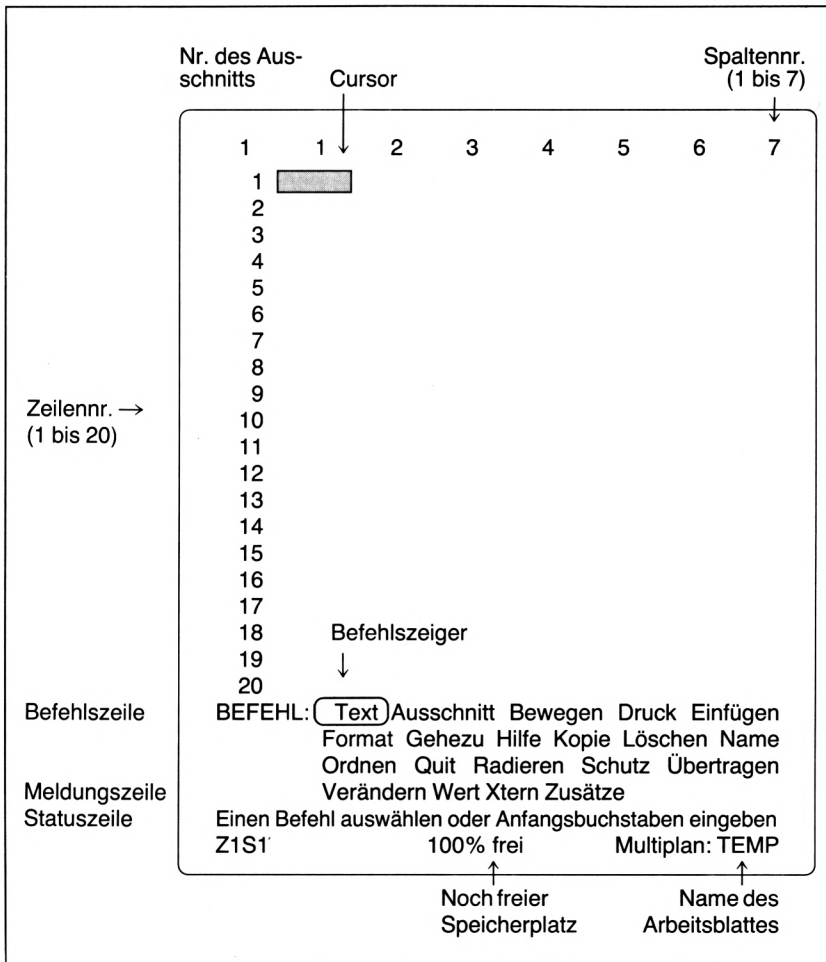 Nr. des Aus-
schnitts
Cursor
Spaltennr.
(1 bis 7)
1 1 2 3 4 5 6 7
1
2
3
4
5
6
7
8
9
Zeilennr. →
(1 bis 20)
10
11
12
13
14
15
16
17
18
Befehlszeiger
19
20
Befehlszeile BEFEHL: Text Ausschnitt Bewegen Druck Einfügen
Format Gehezu Hilfe Kopie Löschen Name
Ordnen Quit Radieren Schutz Übertragen
Meldungszeile Verändern Wert Xtern Zusätze
Statuszeile Einen Befehl auswählen oder Anfangsbuchstaben eingeben
Z1S1 100% frei Multiplan: TEMP
Noch freier
Speicherplatz
Name des
Arbeitsblattes